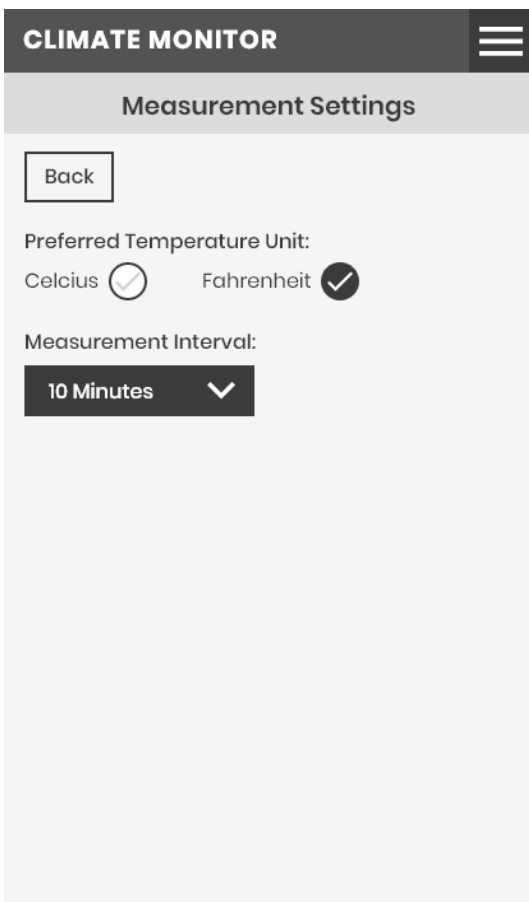 CLIMATE MONITOR
Measurement Settings
Back
Preferred Temperature Unit:
Celcius Fahrenheit
Measurement Interval:
10 Minutes